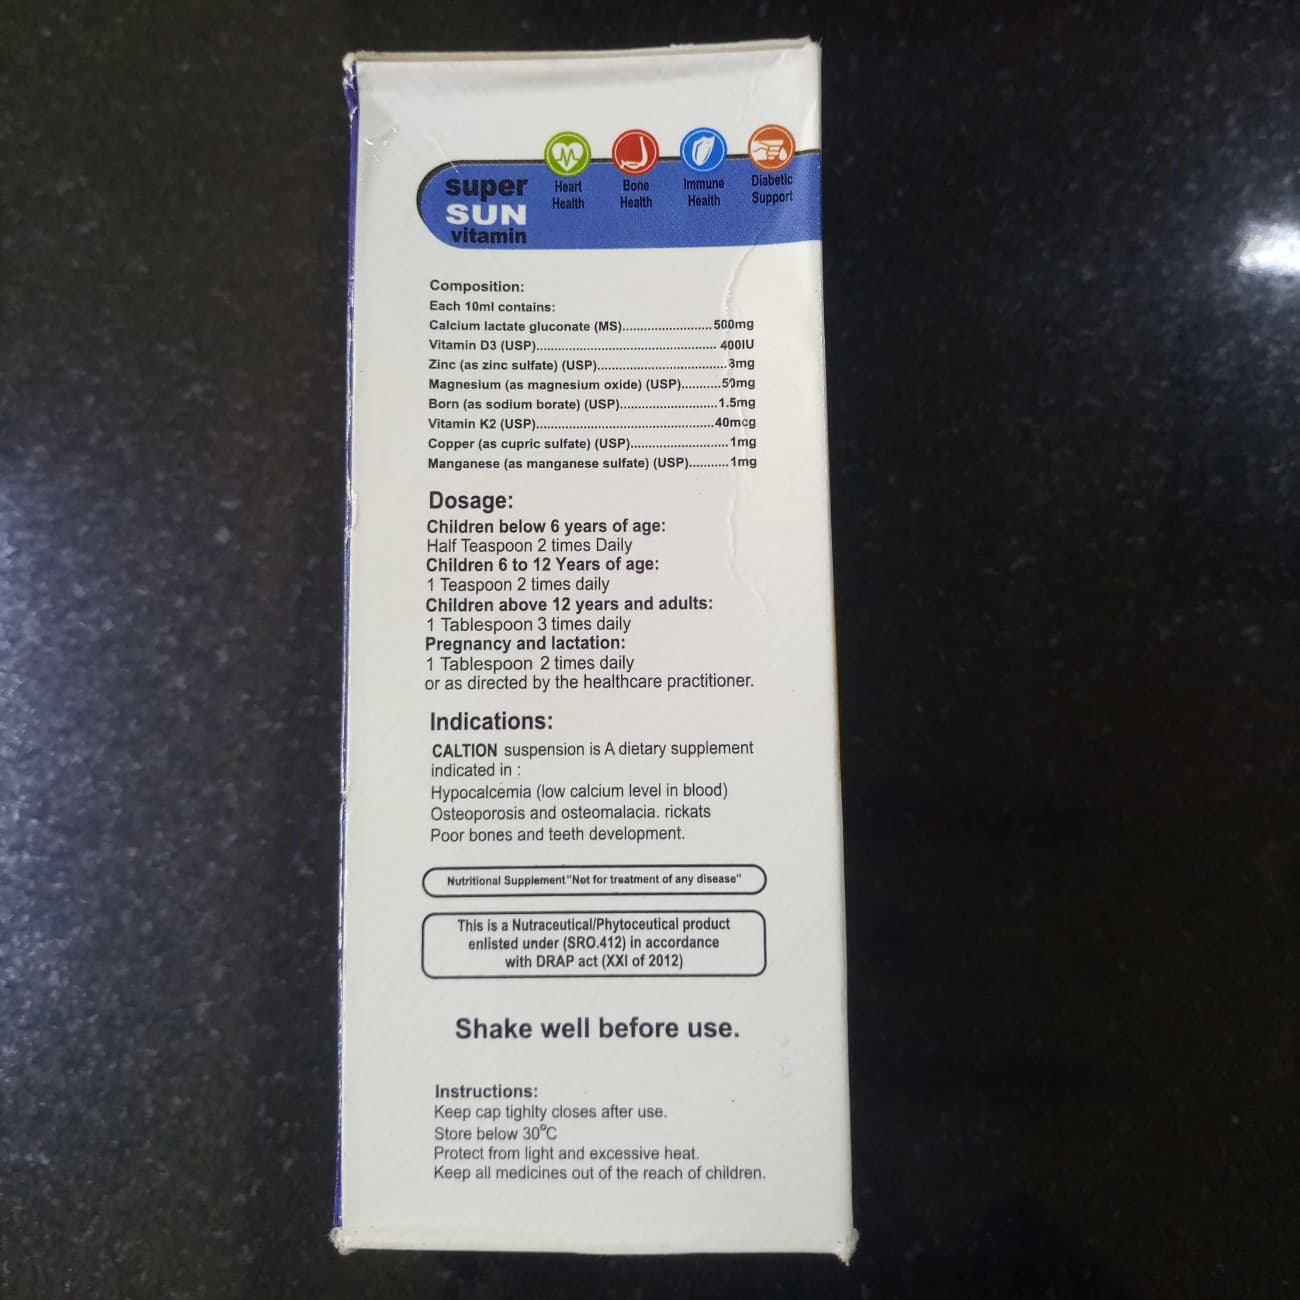 super
SUN
vitamin
Heart
Health
Bone
Health
Immune
Health
Diabetic
Support
Composition:
Each 10ml contains:
Calcium lactate gluconate (MS)......................... 500mg
Vitamin D3 (USP).................................................. 400IU
Zinc (as zinc sulfate) (USP)....................................3mg
Magnesium (as magnesium oxide) (USP)...........50mg
Born (as sodium borate) (USP)...........................1.5mg
Vitamin K2 (USP).................................................40mcg
Copper (as cupric sulfate) (USP)...........................1mg
Manganese (as manganese sulfate) (USP)...........1mg
Dosage:
Children below 6 years of age:
Half Teaspoon 2 times Daily
Children 6 to 12 Years of age:
1 Teaspoon 2 times daily
Children above 12 years and adults:
1 Tablespoon 3 times daily
Pregnancy and lactation:
1 Tablespoon 2 times daily
or as directed by the healthcare practitioner.
Indications:
CALTION suspension is A dietary supplement
indicated in :
Hypocalcemia (low calcium level in blood)
Osteoporosis and osteomalacia. rickats
Poor bones and teeth development.
Nutritional Supplement"Not for treatment of any disease"
This is a Nutraceutical/Phytoceutical product
enlisted under (SRO.412) in accordance
with DRAP act (XXI of 2012)
Shake well before use.
Instructions:
Keep cap tighlty closes after use.
Store below 30°C
Protect from light and excessive heat.
Keep all medicines out of the reach of children.